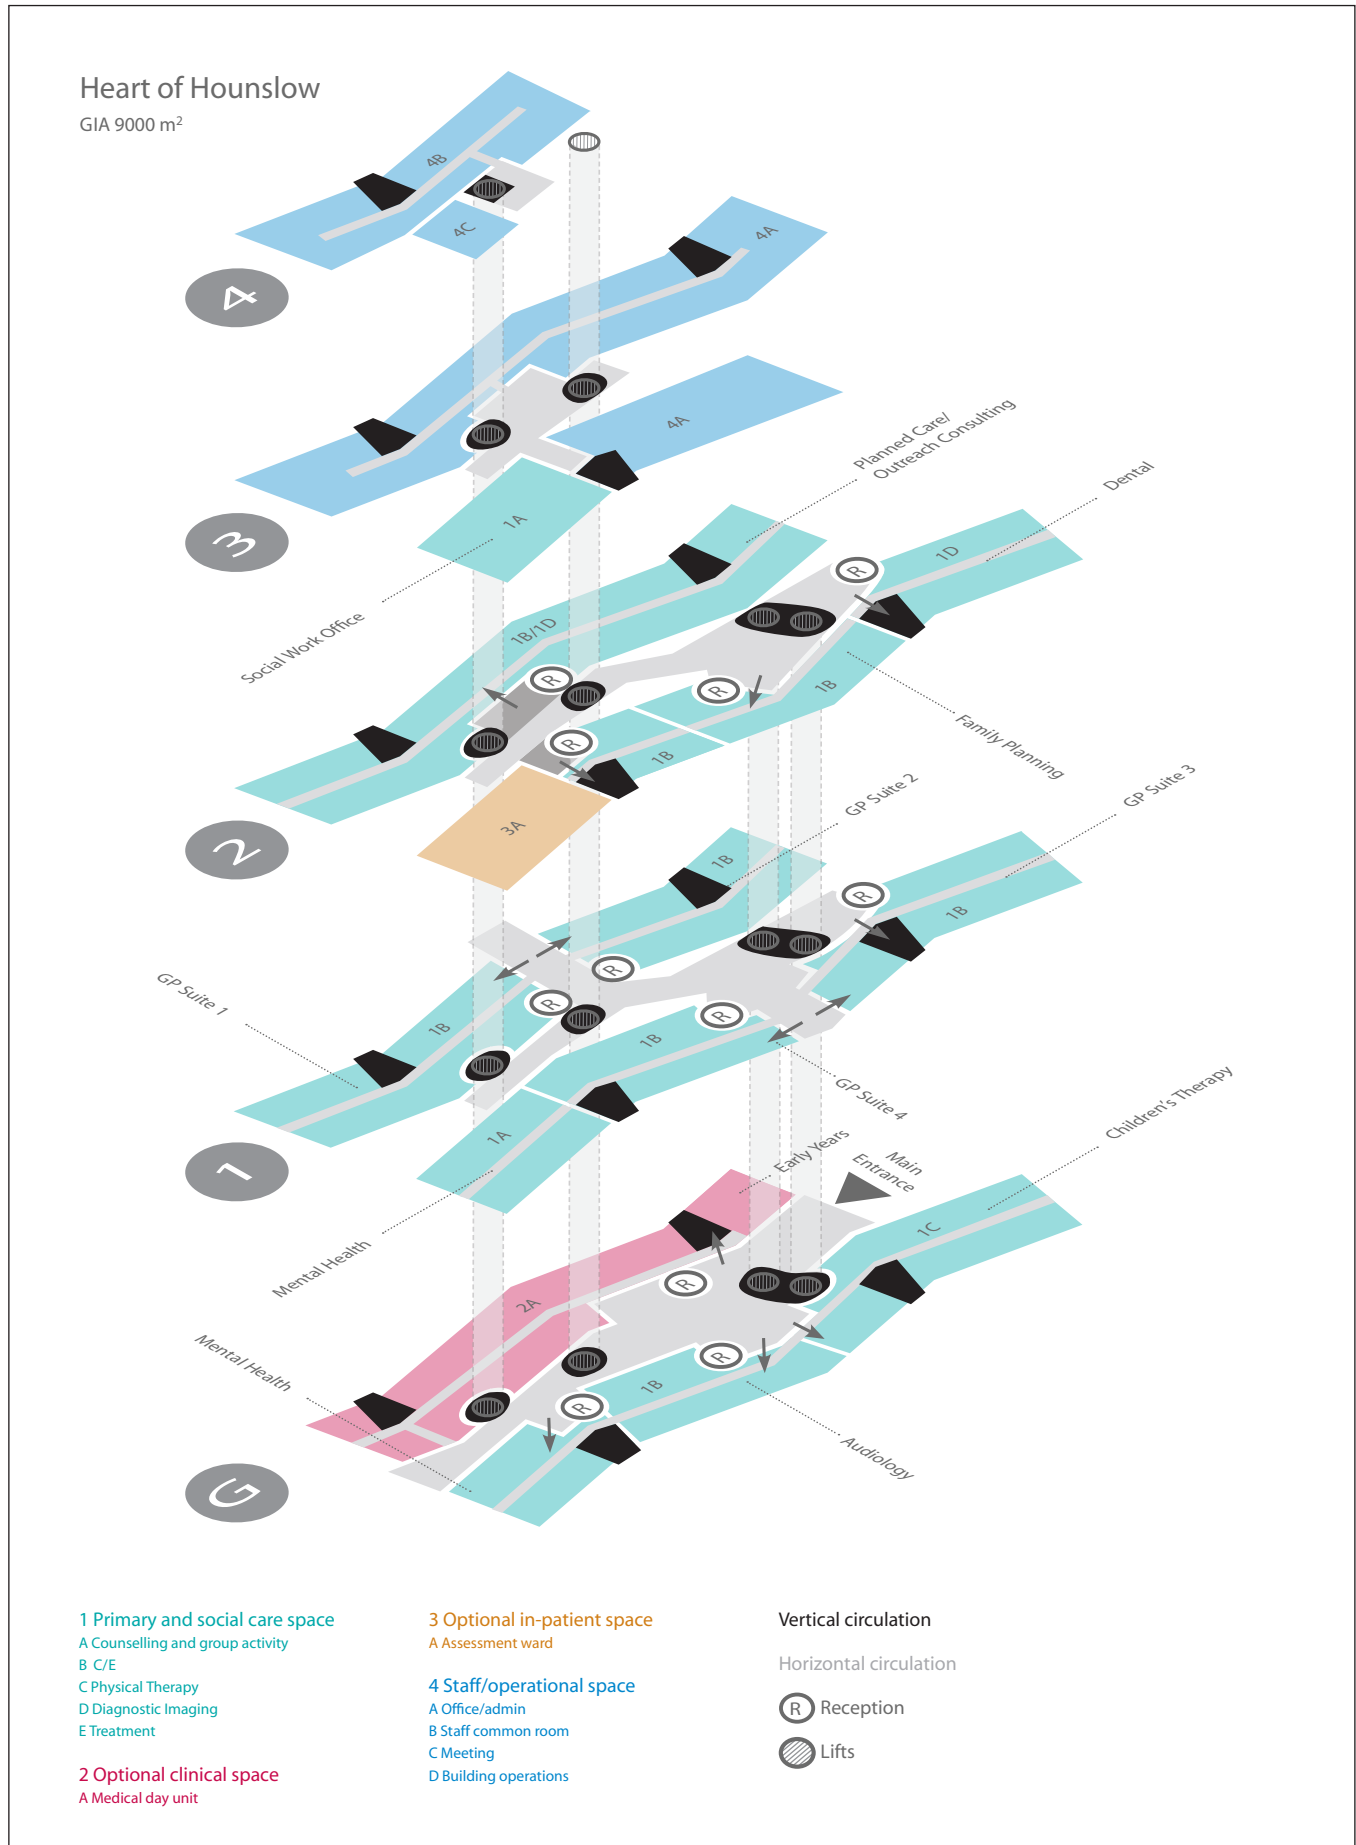 Heart of Hounslow
GIA 9000 m²
4B
4C
4
4A
4A
3
1A
Social Work Office
Planned Care/
Outreach Consulting
Dental
1D
1B/1D
R
R
R
R
1B
1B
Family Planning
3A
2
GP Suite 2
GP Suite 3
1B
R
1B
R
R
R
GP Suite 1
1B
1B
GP Suite 4
1A
1
Mental Health
Early Years
Main
Entrance
Children's Therapy
1C
R
2A
R
1B
R
Mental Health
Audiology
G
1 Primary and social care space
A Counselling and group activity
B C/E
C Physical Therapy
D Diagnostic Imaging
E Treatment
2 Optional clinical space
A Medical day unit
3 Optional in-patient space
A Assessment ward
4 Staff/operational space
A Office/admin
B Staff common room
C Meeting
D Building operations
Vertical circulation
Horizontal circulation
R Reception
Lifts